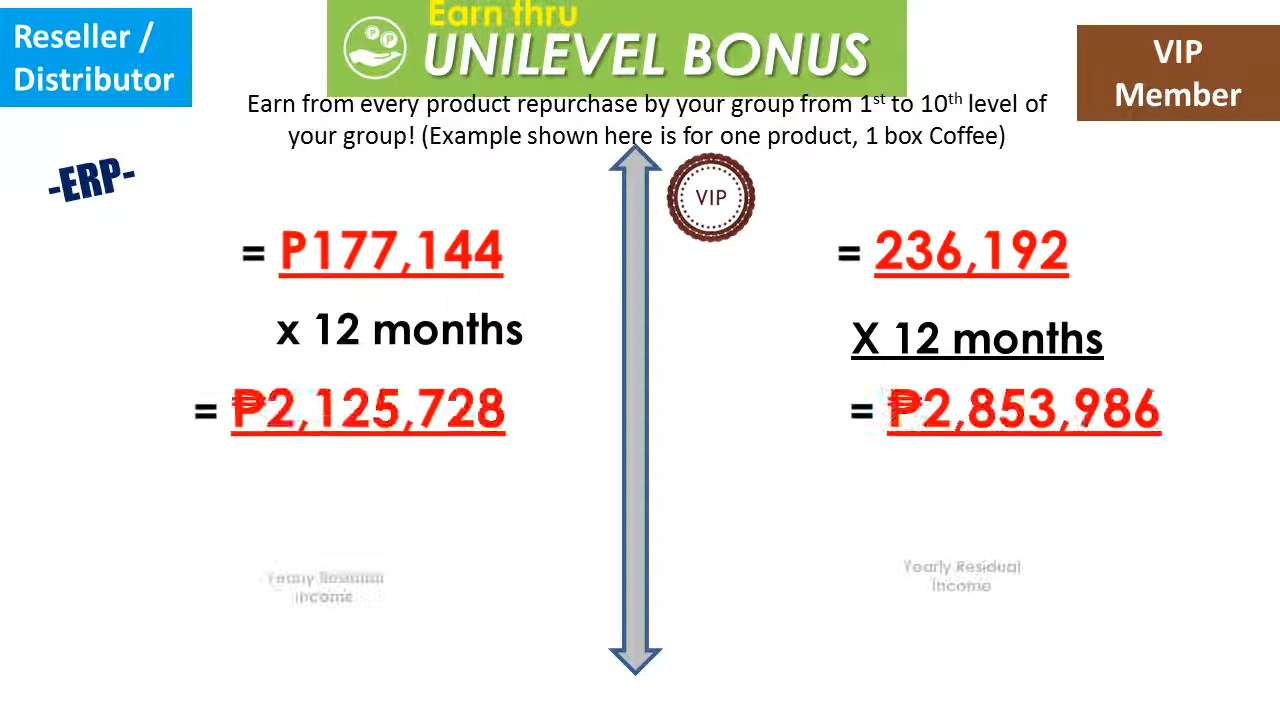 Reseller /
Distributor
Earn thru
UNILEVEL BONUS
VIP
Member
Earn from every product repurchase by your group from 1st to 10th level of
your group! (Example shown here is for one product, 1 box Coffee)
-ERP-
VIP
= P177,144
x 12 months
= ₱2,125,728
Yearly Residual
Income
= 236,192
X 12 months
= ₱2,853,986
Yearly Residual
Income